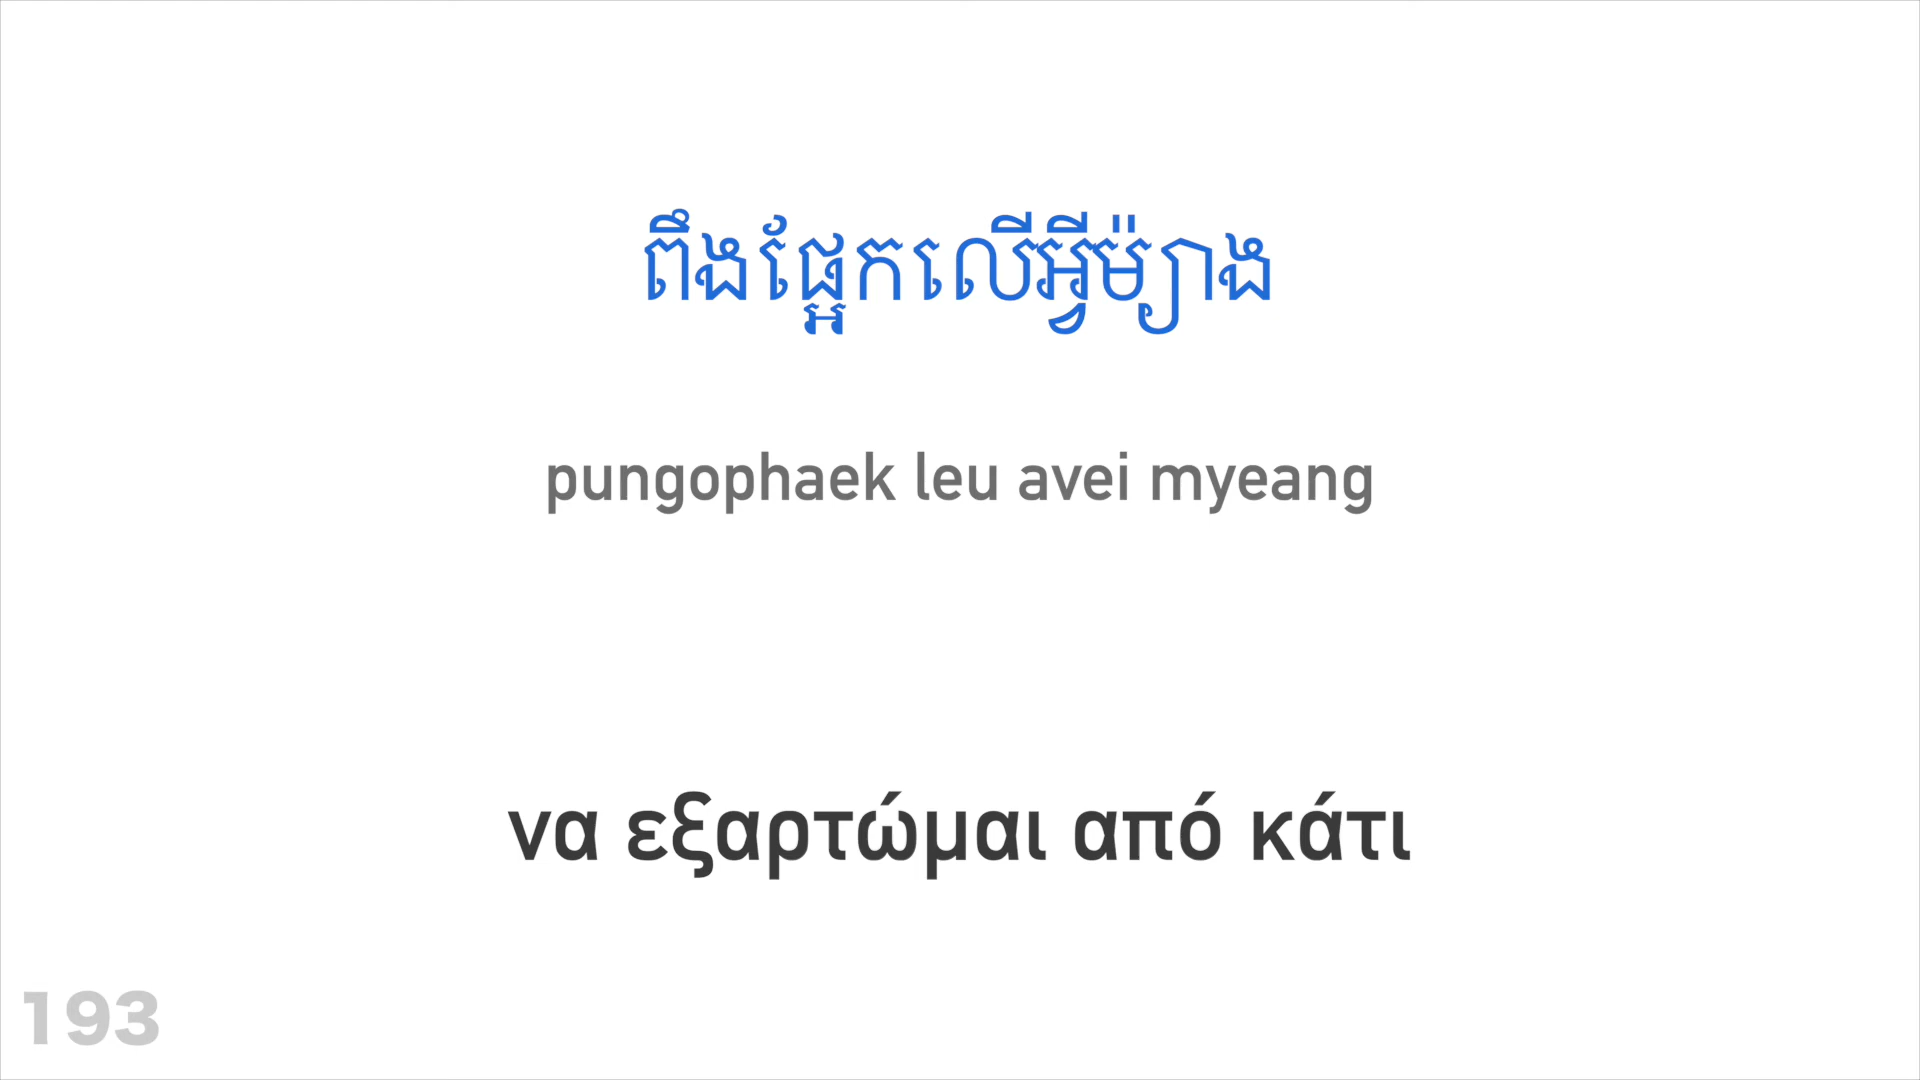 ពឹងផ្អែកលើអ្វីម៉្យាង
pungophaek leu avei myeang
να εξαρτώμαι από κάτι
193